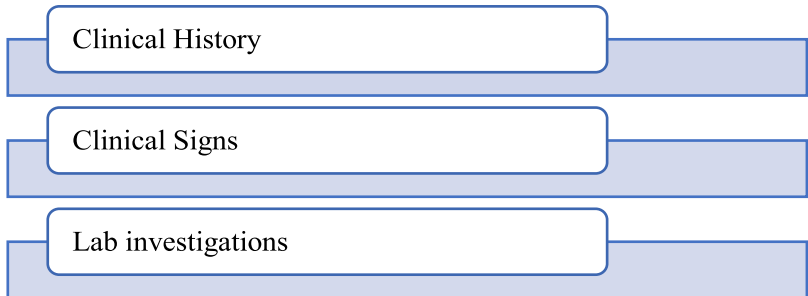 Clinical History
Clinical Signs
Lab investigations